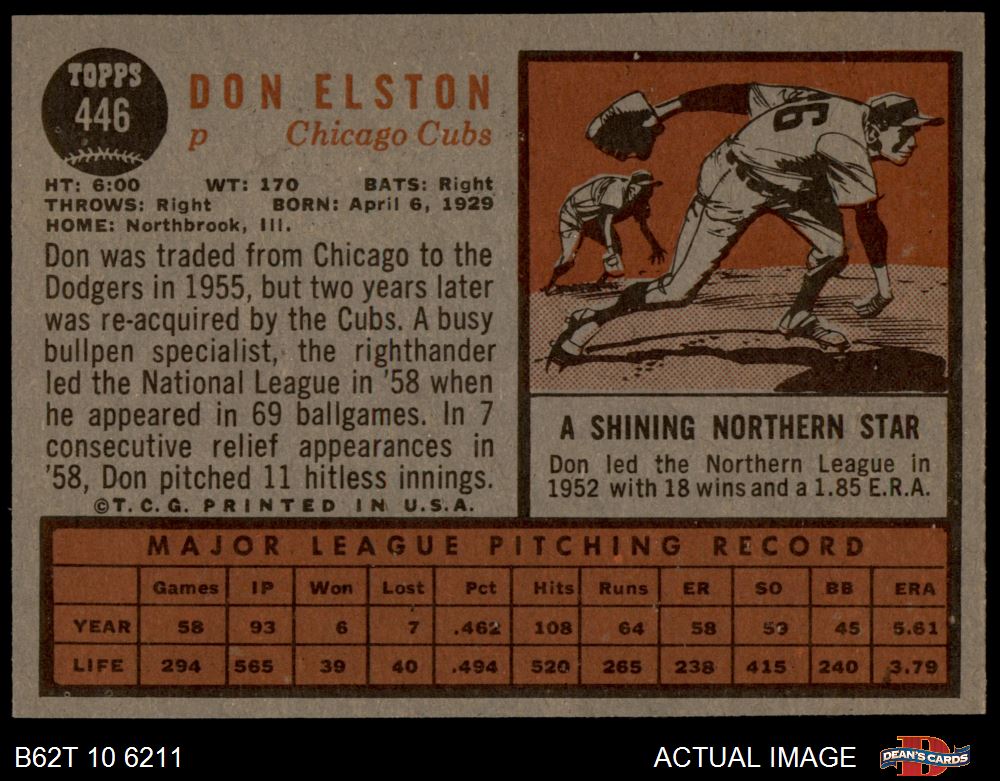 TOPPS
446
DON ELSTON
p Chicago Cubs
HT: 6:00 WT: 170 BATS: Right
THROWS: Right BORN: April 6, 1929
HOME: Northbrook, Ill.
Don was traded from Chicago to the
Dodgers in 1955, but two years later
was re-acquired by the Cubs. A busy
bullpen specialist, the righthander
led the National League in '58 when
he appeared in 69 ballgames. In 7
consecutive relief appearances in
'58, Don pitched 11 hitless innings.
©T.C.G. PRINTED IN U.S.A.
A SHINING NORTHERN STAR
Don led the Northern League in
1952 with 18 wins and a 1.85 E.R.A.
MAJOR LEAGUE PITCHING RECORD
Games IP Won Lost Pct Hits Runs ER SO BB ERA
YEAR 58 93 6 7 .462 108 64 58 59 45 5.61
LIFE 294 565 39 40 .494 520 265 238 415 240 3.79
B62T 10 6211
ACTUAL IMAGE
DEAN'S CARDS